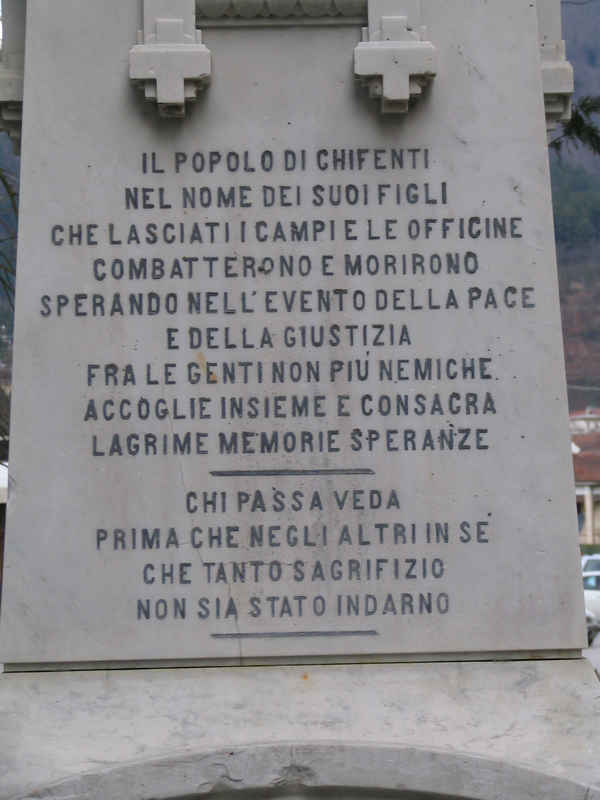 IL POPOLO DI CHIFENTI
NEL NOME DEI SUOI FIGLI
CHE LASCIATI I CAMPI E LE OFFICINE
COMBATTERONO E MORIRONO
SPERANDO NELL'EVENTO DELLA PACE
E DELLA GIUSTIZIA
FRA LE GENTI NON PIÙ NEMICHE
ACCOGLIE INSIEME E CONSACRA
LAGRIME MEMORIE SPERANZE
CHI PASSA VEDA
PRIMA CHE NEGLI ALTRI IN SÈ
CHE TANTO SAGRIFIZIO
NON SIA STATO INDARNO